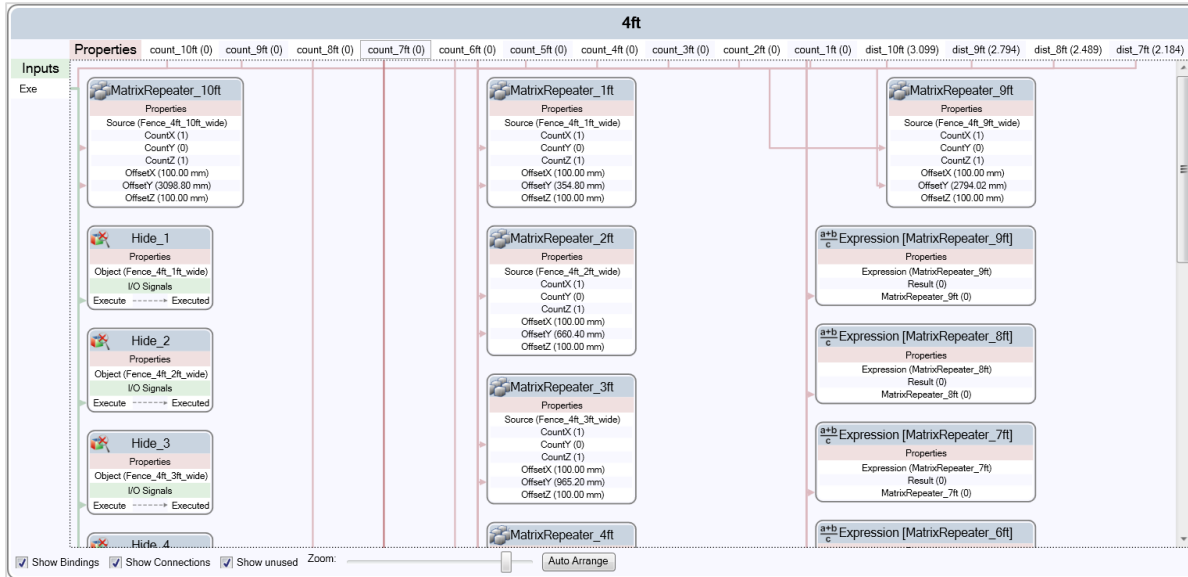 4ft
Properties count_10ft (0) count_9ft (0) count_8ft (0) count_7ft (0) count_6ft (0) count_5ft (0) count_4ft (0) count_3ft (0) count_2ft (0) count_1ft (0) dist_10ft (3.099) dist_9ft (2.794) dist_8ft (2.489) dist_7ft (2.184)
Inputs
Exe
MatrixRepeater_10ft
Properties
Source (Fence_4ft_10ft_wide)
CountX (1)
CountY (0)
CountZ (1)
OffsetX (100.00 mm)
OffsetY (3098.80 mm)
OffsetZ (100.00 mm)
Hide_1
Properties
Object (Fence_4ft_1ft_wide)
I/O Signals
Execute Executed
Hide_2
Properties
Object (Fence_4ft_2ft_wide)
I/O Signals
Execute Executed
Hide_3
Properties
Object (Fence_4ft_3ft_wide)
I/O Signals
Execute Executed
Hide_4
MatrixRepeater_1ft
Properties
Source (Fence_4ft_1ft_wide)
CountX (1)
CountY (0)
CountZ (1)
OffsetX (100.00 mm)
OffsetY (354.80 mm)
OffsetZ (100.00 mm)
MatrixRepeater_2ft
Properties
Source (Fence_4ft_2ft_wide)
CountX (1)
CountY (0)
CountZ (1)
OffsetX (100.00 mm)
OffsetY (660.40 mm)
OffsetZ (100.00 mm)
MatrixRepeater_3ft
Properties
Source (Fence_4ft_3ft_wide)
CountX (1)
CountY (0)
CountZ (1)
OffsetX (100.00 mm)
OffsetY (965.20 mm)
OffsetZ (100.00 mm)
MatrixRepeater_4ft
MatrixRepeater_9ft
Properties
Source (Fence_4ft_9ft_wide)
CountX (1)
CountY (0)
CountZ (1)
OffsetX (100.00 mm)
OffsetY (2794.02 mm)
OffsetZ (100.00 mm)
a+b
c
Expression [MatrixRepeater_9ft]
Properties
Expression (MatrixRepeater_9ft)
Result (0)
MatrixRepeater_9ft (0)
a+b
c
Expression [MatrixRepeater_8ft]
Properties
Expression (MatrixRepeater_8ft)
Result (0)
MatrixRepeater_8ft (0)
a+b
c
Expression [MatrixRepeater_7ft]
Properties
Expression (MatrixRepeater_7ft)
Result (0)
MatrixRepeater_7ft (0)
a+b
c
Expression [MatrixRepeater_6ft]
Show Bindings Show Connections Show unused Zoom: Auto Arrange